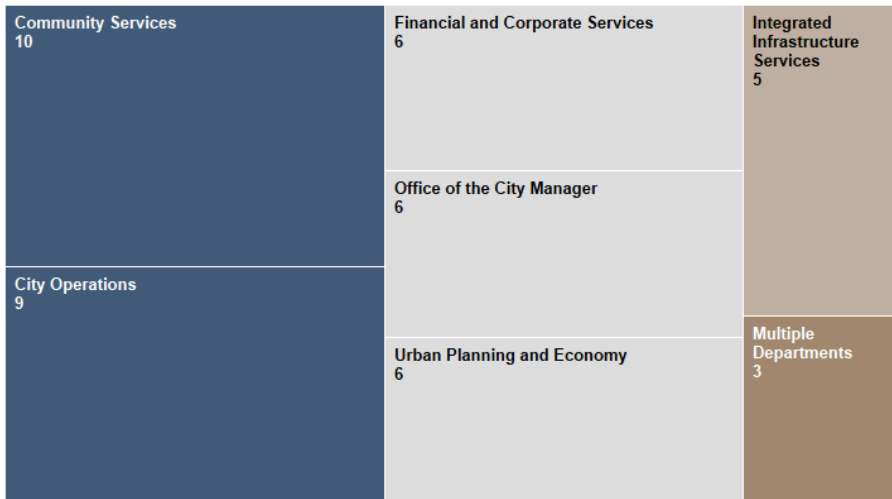 Community Services
10
City Operations
9
Financial and Corporate Services
6
Office of the City Manager
6
Urban Planning and Economy
6
Integrated
Infrastructure
Services
5
Multiple
Departments
3